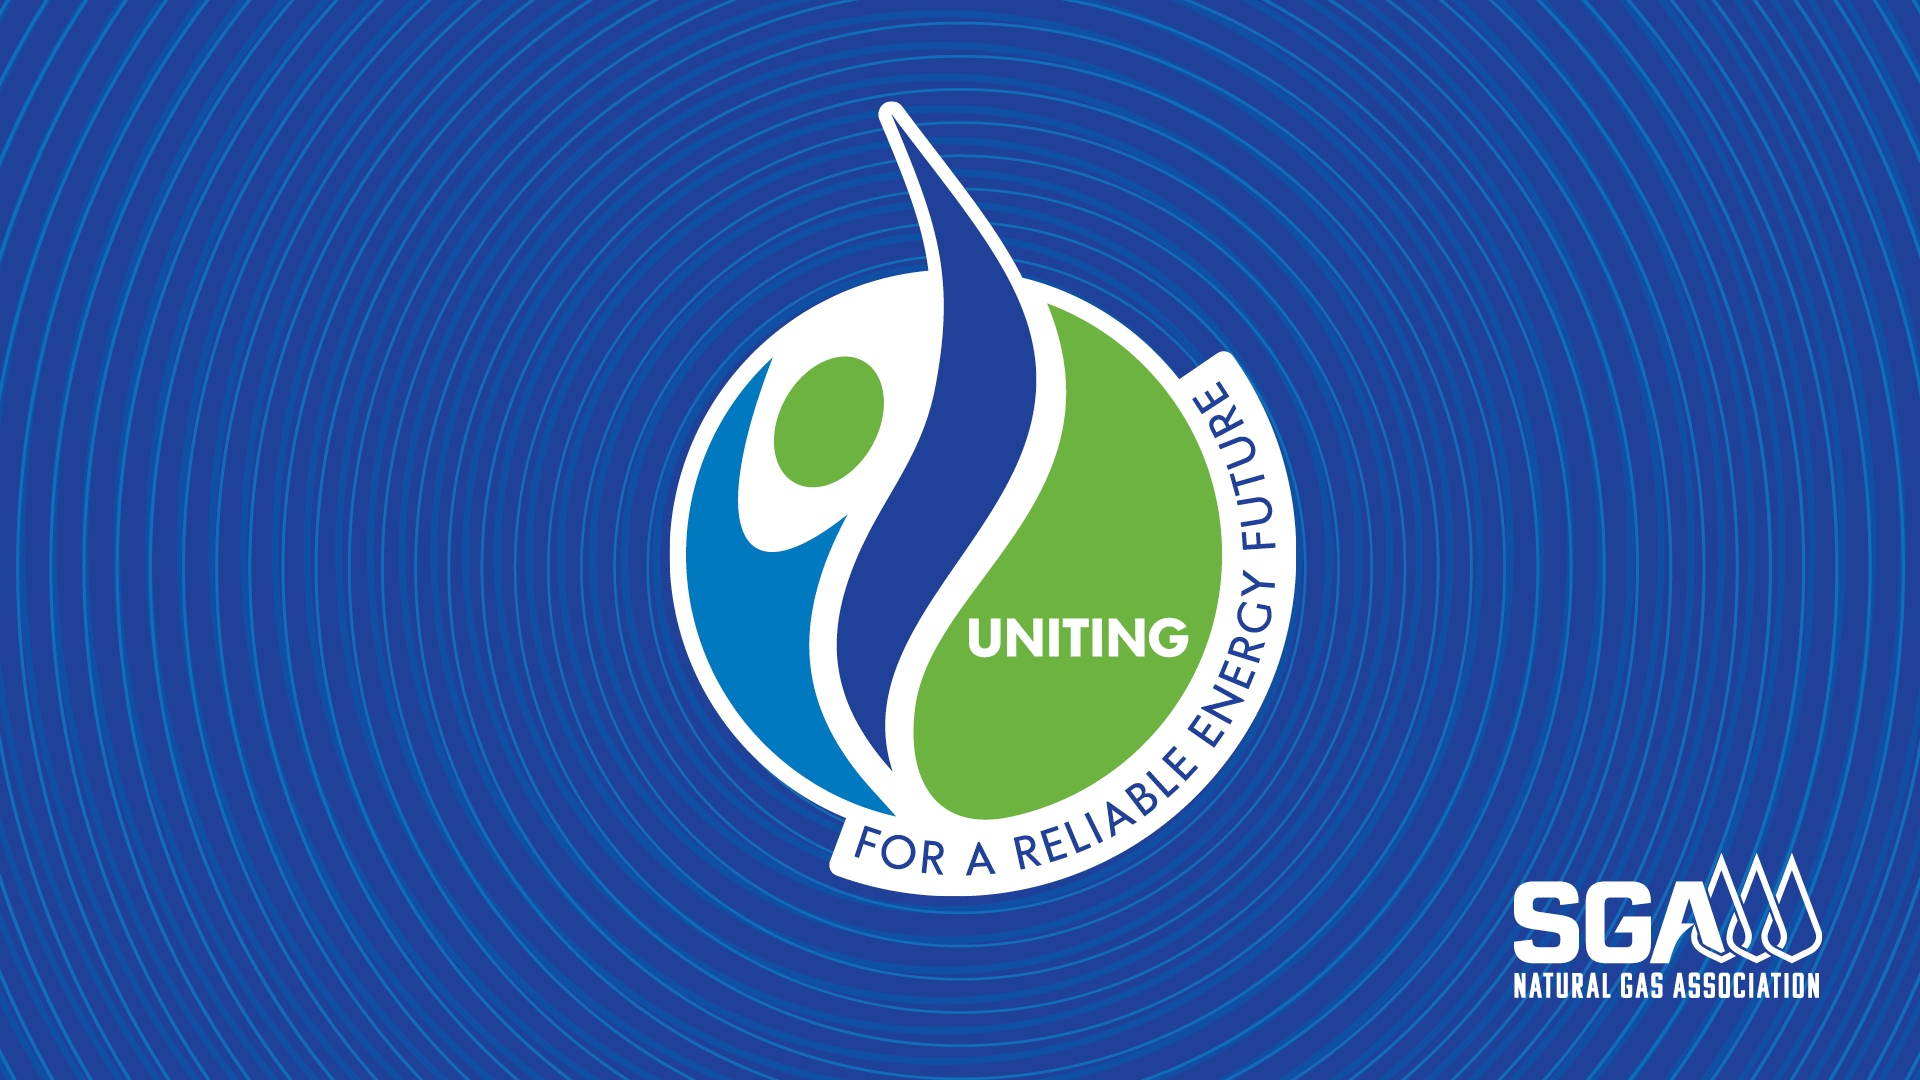 UNITING
FOR A RELIABLE ENERGY FUTURE
SGA
NATURAL GAS ASSOCIATION